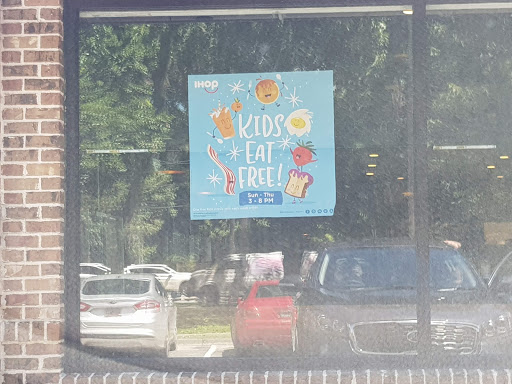 IHOP
KIDS
EAT
FREE!
Sun - Thu
3 - 8 PM